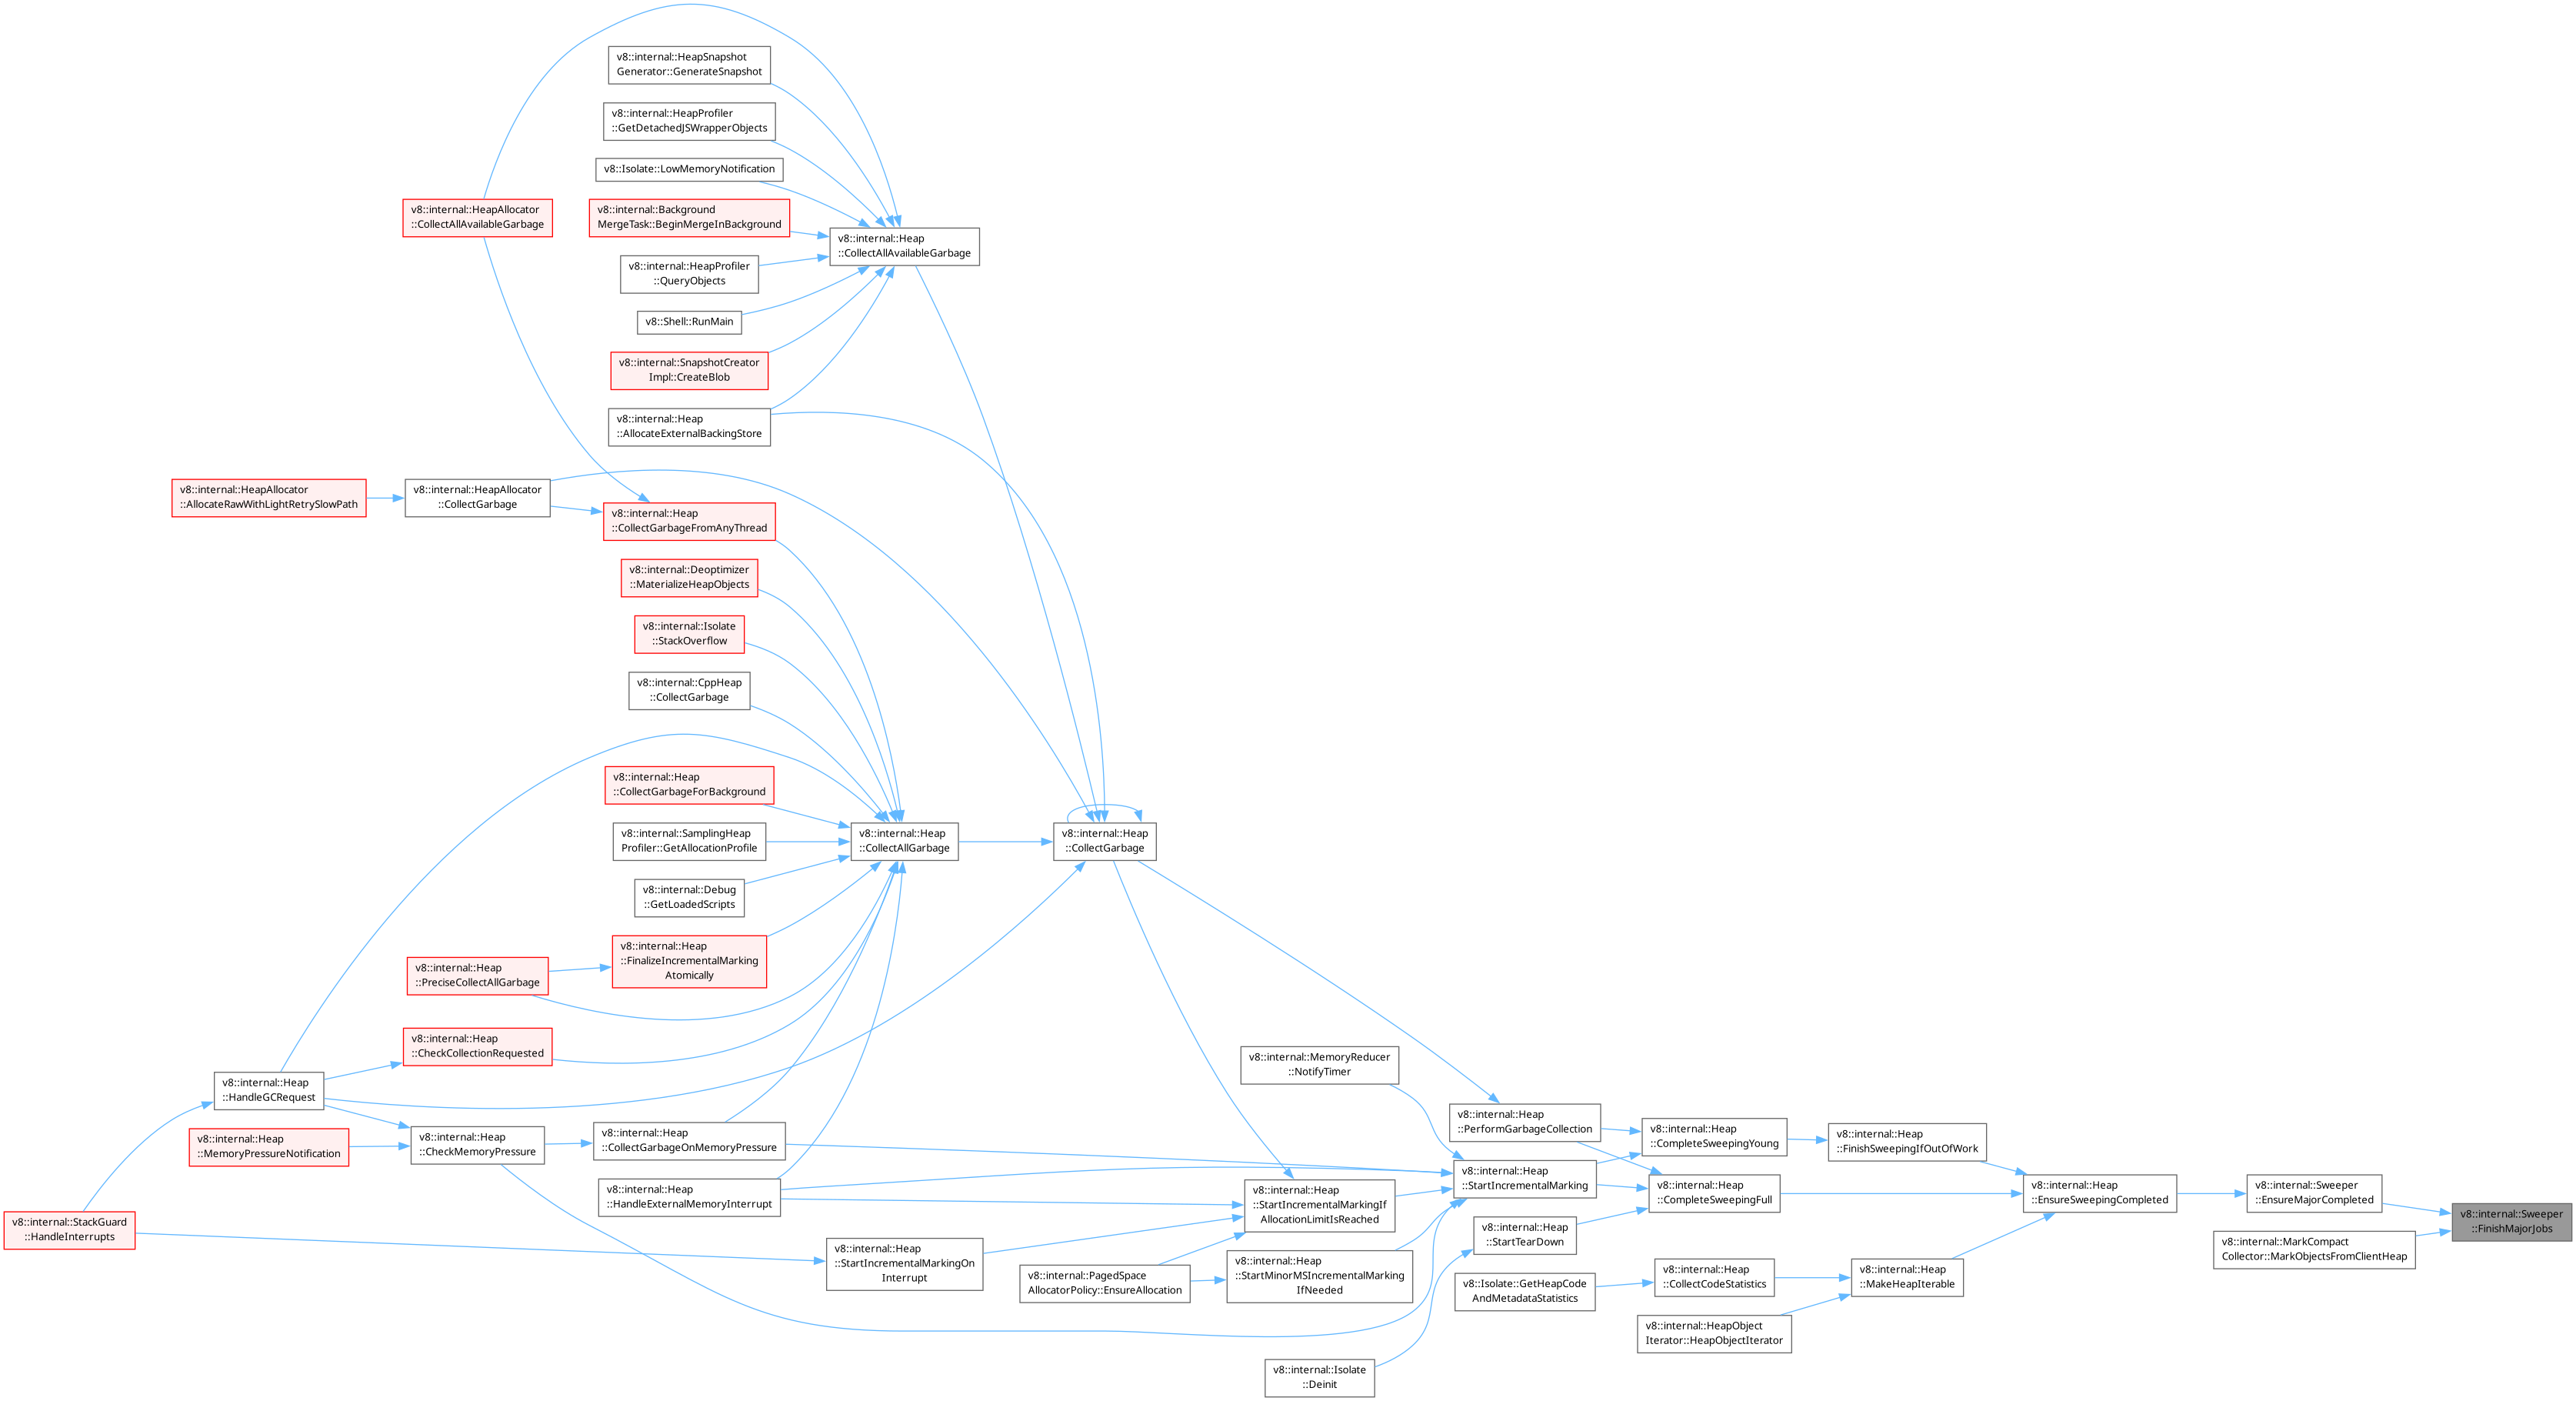 v8::internal::HeapSnapshot
Generator::GenerateSnapshot
v8::internal::HeapProfiler
::GetDetachedJSWrapperObjects
v8::Isolate::LowMemoryNotification
v8::internal::HeapAllocator
::CollectAllAvailableGarbage
v8::internal::Background
MergeTask::BeginMergeInBackground
v8::internal::Heap
::CollectAllAvailableGarbage
v8::internal::HeapProfiler
::QueryObjects
v8::Shell::RunMain
v8::internal::SnapshotCreator
Impl::CreateBlob
v8::internal::Heap
::AllocateExternalBackingStore
v8::internal::HeapAllocator
::AllocateRawWithLightRetrySlowPath
v8::internal::HeapAllocator
::CollectGarbage
v8::internal::Heap
::CollectGarbageFromAnyThread
v8::internal::Deoptimizer
::MaterializeHeapObjects
v8::internal::Isolate
::StackOverflow
v8::internal::CppHeap
::CollectGarbage
v8::internal::Heap
::CollectGarbageForBackground
v8::internal::SamplingHeap
Profiler::GetAllocationProfile
v8::internal::Heap
::CollectAllGarbage
v8::internal::Heap
::CollectGarbage
v8::internal::Debug
::GetLoadedScripts
v8::internal::Heap
::FinalizeIncrementalMarking
Atomically
v8::internal::Heap
::PreciseCollectAllGarbage
v8::internal::Heap
::CheckCollectionRequested
v8::internal::Heap
::HandleGCRequest
v8::internal::MemoryReducer
::NotifyTimer
v8::internal::Heap
::MemoryPressureNotification
v8::internal::Heap
::CheckMemoryPressure
v8::internal::Heap
::CollectGarbageOnMemoryPressure
v8::internal::Heap
::PerformGarbageCollection
v8::internal::Heap
::CompleteSweepingYoung
v8::internal::Heap
::FinishSweepingIfOutOfWork
v8::internal::Heap
::HandleExternalMemoryInterrupt
v8::internal::Heap
::StartIncrementalMarkingIf
AllocationLimitIsReached
v8::internal::Heap
::StartIncrementalMarking
v8::internal::Heap
::CompleteSweepingFull
v8::internal::Heap
::EnsureSweepingCompleted
v8::internal::Sweeper
::EnsureMajorCompleted
v8::internal::Sweeper
::FinishMajorJobs
v8::internal::StackGuard
::HandleInterrupts
v8::internal::Heap
::StartIncrementalMarkingOn
Interrupt
v8::internal::Heap
::StartTearDown
v8::internal::MarkCompact
Collector::MarkObjectsFromClientHeap
v8::internal::PagedSpace
AllocatorPolicy::EnsureAllocation
v8::internal::Heap
::StartMinorMSIncrementalMarking
IfNeeded
v8::Isolate::GetHeapCode
AndMetadataStatistics
v8::internal::Heap
::CollectCodeStatistics
v8::internal::Heap
::MakeHeapIterable
v8::internal::HeapObject
Iterator::HeapObjectIterator
v8::internal::Isolate
::Deinit